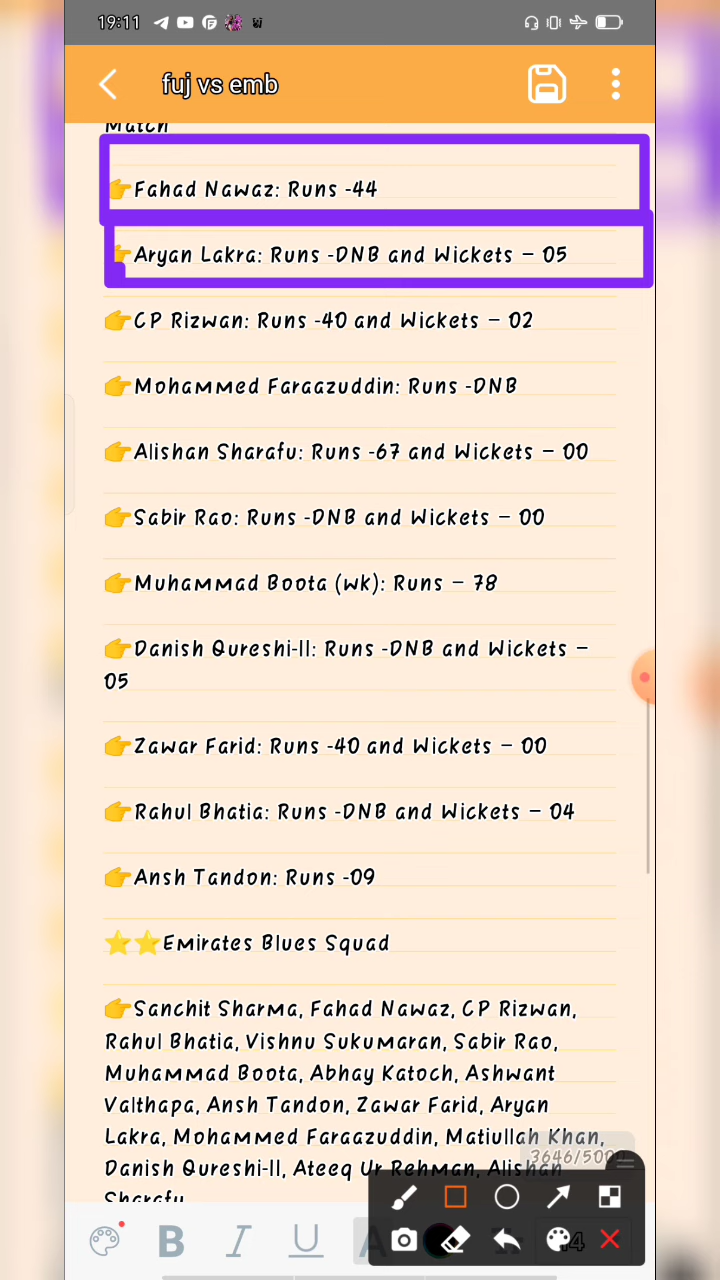 19:11
fuj vs emb
Match
👉Fahad Nawaz: Runs -44
👉Aryan Lakra: Runs -DNB and Wickets – 05
👉CP Rizwan: Runs -40 and Wickets – 02
👉Mohammed Faraazuddin: Runs -DNB
👉Alishan Sharafu: Runs -67 and Wickets – 00
👉Sabir Rao: Runs -DNB and Wickets – 00
👉Muhammad Boota (wk): Runs – 78
👉Danish Qureshi-II: Runs -DNB and Wickets –
05
👉Zawar Farid: Runs -40 and Wickets – 00
👉Rahul Bhatia: Runs -DNB and Wickets – 04
👉Ansh Tandon: Runs -09
⭐⭐Emirates Blues Squad
👉Sanchit Sharma, Fahad Nawaz, CP Rizwan,
Rahul Bhatia, Vishnu Sukumaran, Sabir Rao,
Muhammad Boota, Abhay Katoch, Ashwant
Valthapa, Ansh Tandon, Zawar Farid, Aryan
Lakra, Mohammed Faraazuddin, Matiullah Khan,
Danish Qureshi-II, Ateeq Ur Rehman, Alishan
Sharafu
B I U A